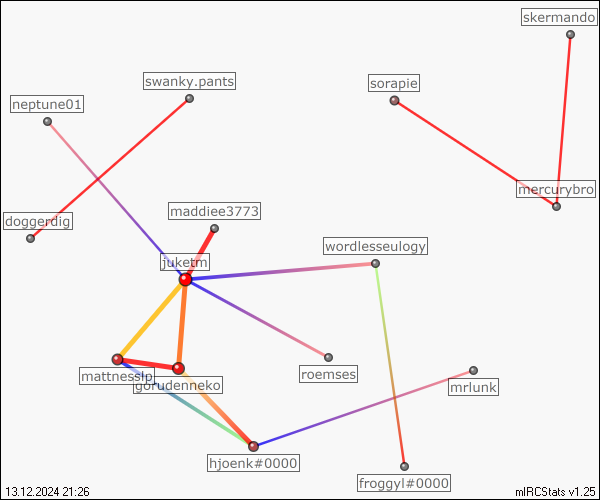 skermando
swanky.pants
sorapie
neptune01
mercurybro
maddiee3773
doggerdig
wordlesseulogy
juketm
roemses
mattnesslp
gorudenneko
mrlunk
hjoenk#0000
froggyl#0000
13.12.2024 21:26
mIRCStats v1.25